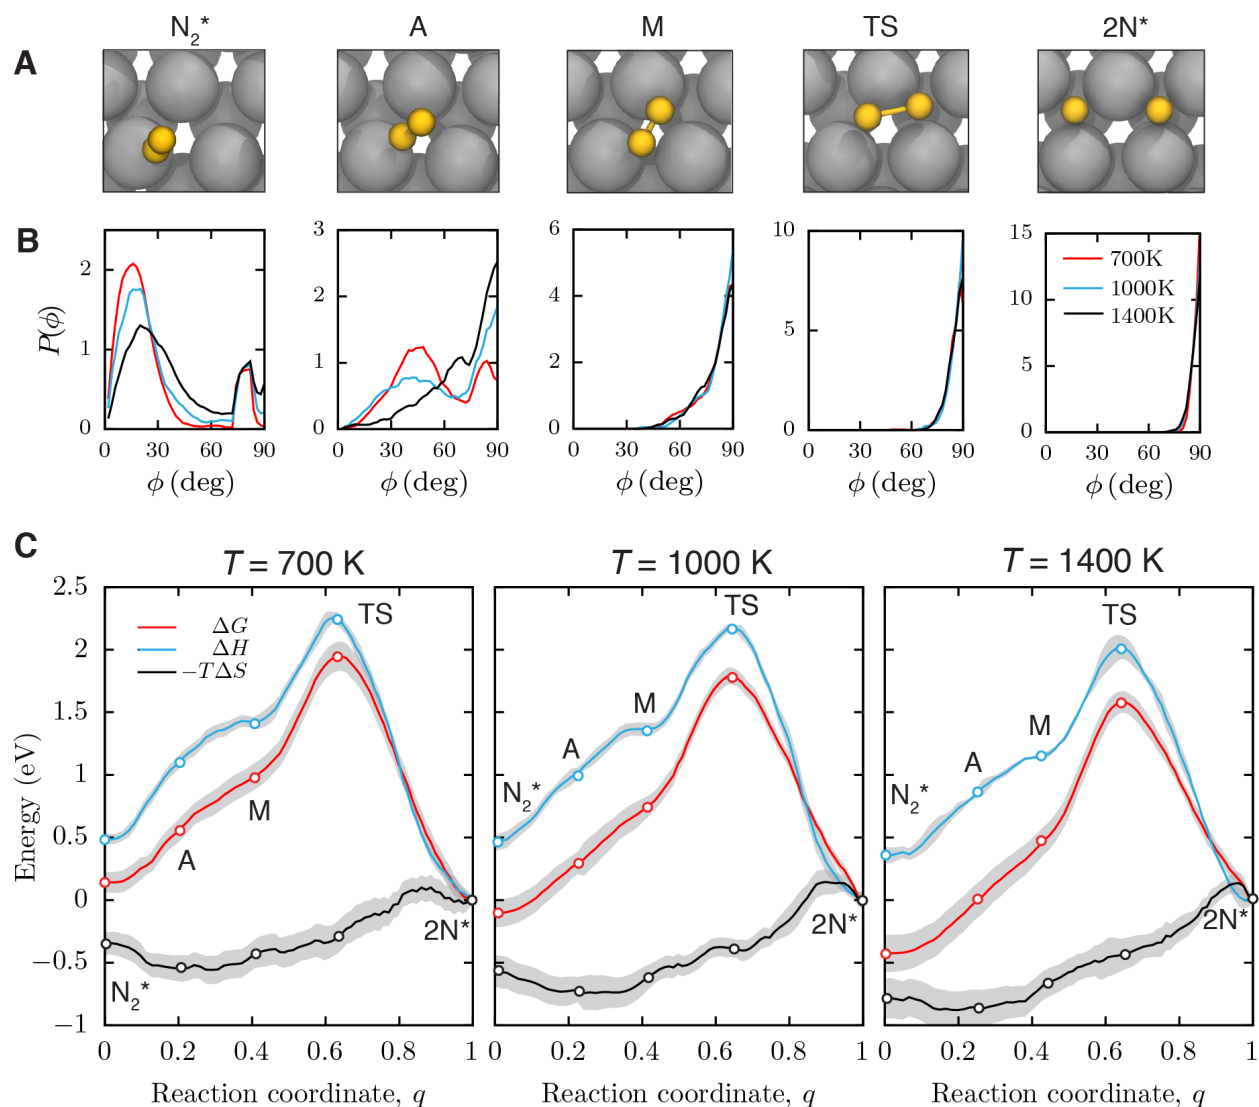 N₂* A M TS 2N*
A
B
P(ϕ)
2
1
0
0 30 60 90
ϕ (deg)
3
2
1
0
0 30 60 90
ϕ (deg)
6
4
2
0
0 30 60 90
ϕ (deg)
10
5
0
0 30 60 90
ϕ (deg)
15
10
5
0
700K
1000K
1400K
0 30 60 90
ϕ (deg)
C
T = 700 K T = 1000 K T = 1400 K
Energy (eV)
2.5
2
1.5
1
0.5
0
−0.5
−1
ΔG
ΔH
−TΔS
TS
M
A
2N*
N₂*
0 0.2 0.4 0.6 0.8 1
Reaction coordinate, q
TS
M
A
N₂*
2N*
0 0.2 0.4 0.6 0.8 1
Reaction coordinate, q
TS
M
A
N₂*
2N*
0 0.2 0.4 0.6 0.8 1
Reaction coordinate, q